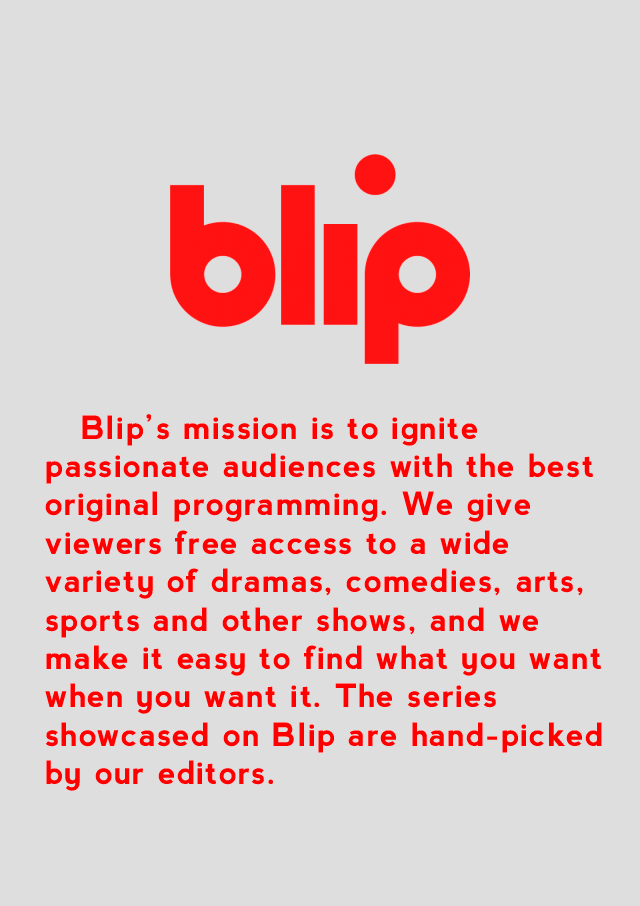 blip
Blip’s mission is to ignite
passionate audiences with the best
original programming. We give
viewers free access to a wide
variety of dramas, comedies, arts,
sports and other shows, and we
make it easy to find what you want
when you want it. The series
showcased on Blip are hand-picked
by our editors.